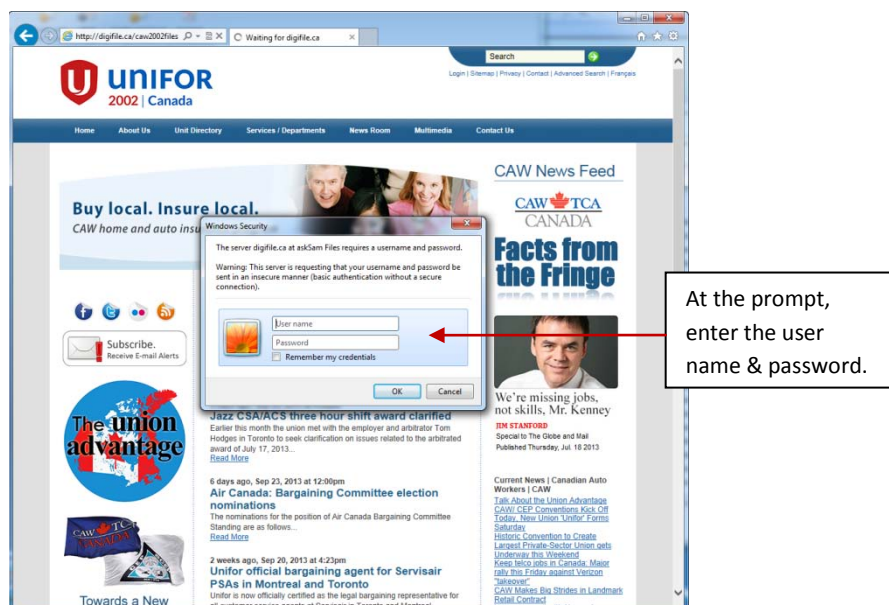 http://digifile.ca/caw2002files
Waiting for digifile.ca
Search
Login | Sitemap | Privacy | Contact | Advanced Search | Français
UNIFOR
2002 | Canada
Home About Us Unit Directory Services / Departments News Room Multimedia Contact Us
Buy local. Insure local.
CAW home and auto insu
Windows Security
The server digifile.ca at askSam Files requires a username and password.
Warning: This server is requesting that your username and password be
sent in an insecure manner (basic authentication without a secure
connection).
User name
Password
Remember my credentials
OK Cancel
At the prompt,
enter the user
name & password.
Subscribe.
Receive E-mail Alerts
The union
advantage
CAW TCA
CANADA
Towards a New
Jazz CSA/ACS three hour shift award clarified
Earlier this month the union met with the employer and arbitrator Tom
Hodges in Toronto to seek clarification on issues related to the arbitrated
award of July 17, 2013...
Read More
6 days ago, Sep 23, 2013 at 12:00pm
Air Canada: Bargaining Committee election
nominations
The nominations for the position of Air Canada Bargaining Committee
Standing are as follows...
Read More
2 weeks ago, Sep 20, 2013 at 4:23pm
Unifor official bargaining agent for Servisair
PSAs in Montreal and Toronto
Unifor is now officially certified as the legal bargaining representative for
all customer service agents at Servisair in Toronto and Montreal
CAW News Feed
CAW TCA
CANADA
Facts from
the Fringe
We're missing jobs,
not skills, Mr. Kenney
JIM STANFORD
Special to The Globe and Mail
Published Thursday, Jul. 18 2013
Current News | Canadian Auto
Workers | CAW
Talk About the Union Advantage
CAW/ CEP Conventions Kick Off
Today, New Union 'Unifor' Forms
Saturday
Historic Convention to Create
Largest Private-Sector Union gets
Underway this Weekend
Keep telco jobs in Canada: Major
rally this Friday against Verizon
"takeover"
CAW Makes Big Strides in Landmark
Retail Contract